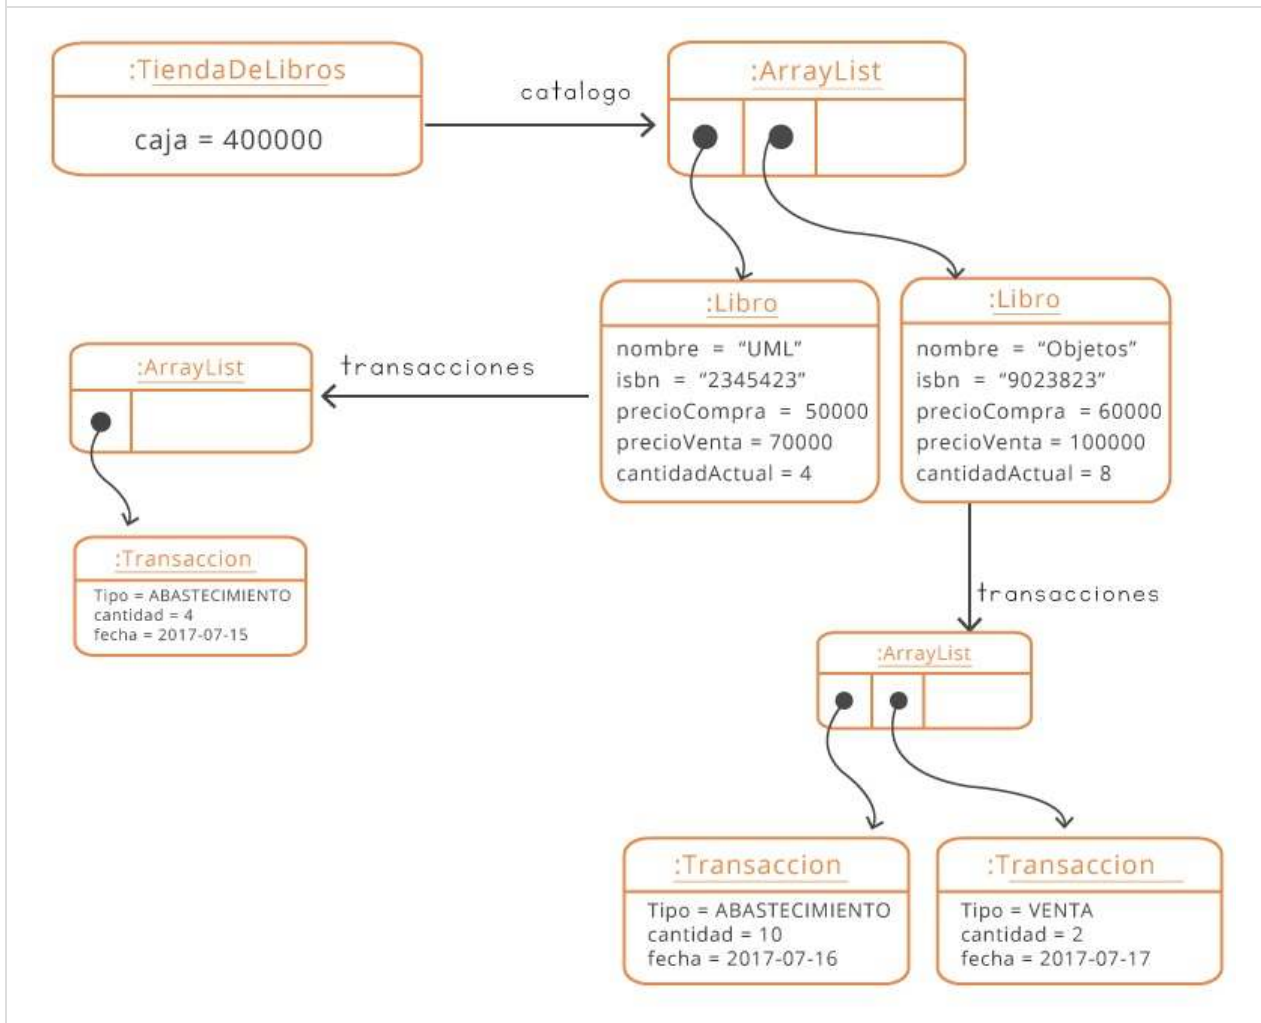 :TiendaDeLibros
caja = 400000
catalogo
:ArrayList
:Libro
nombre = “UML”
isbn = “2345423”
precioCompra = 50000
precioVenta = 70000
cantidadActual = 4
:Libro
nombre = “Objetos”
isbn = “9023823”
precioCompra = 60000
precioVenta = 100000
cantidadActual = 8
transacciones
:ArrayList
:Transaccion
Tipo = ABASTECIMIENTO
cantidad = 4
fecha = 2017-07-15
transacciones
:ArrayList
:Transaccion
Tipo = ABASTECIMIENTO
cantidad = 10
fecha = 2017-07-16
:Transaccion
Tipo = VENTA
cantidad = 2
fecha = 2017-07-17